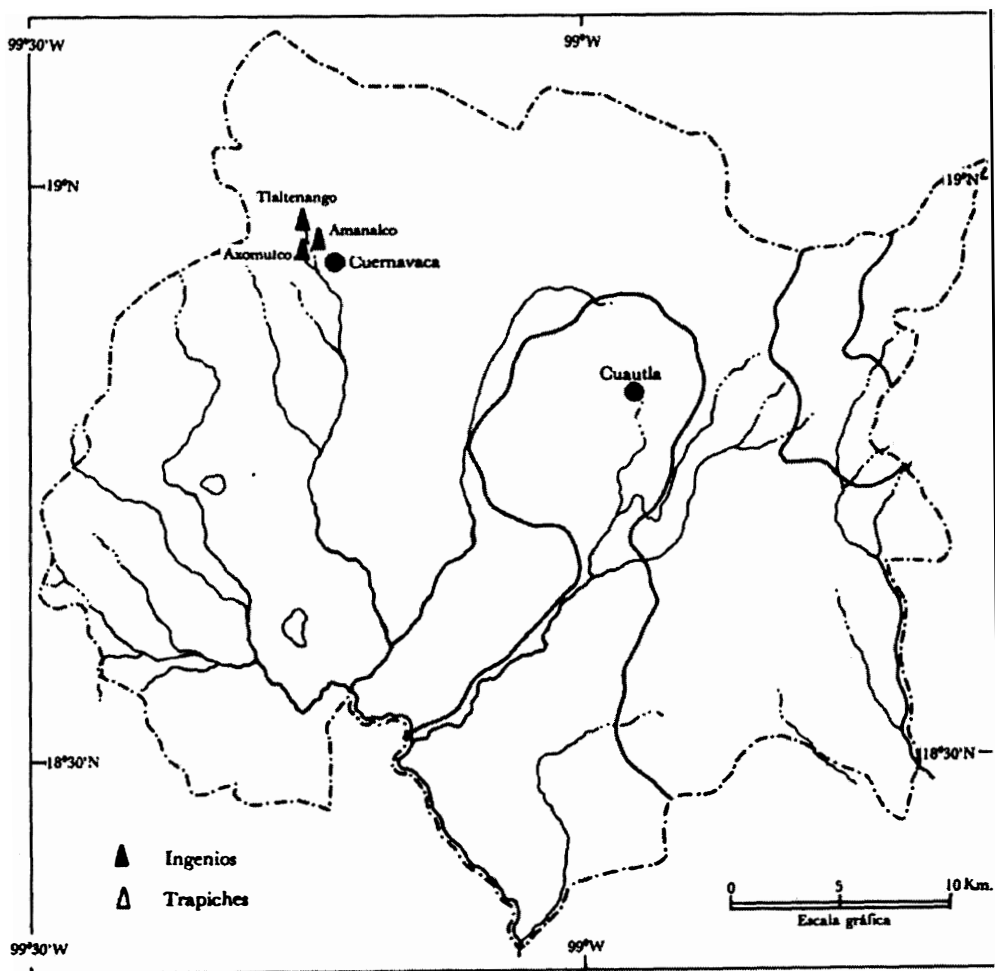 99°30'W
99°W
19°N
19°N
Tlaltenango
Amanalco
Axomulco
Cuernavaca
Cuautla
18°30'N
18°30'N
Ingenios
Trapiches
0 5 10 Km.
Escala gráfica
99°30'W
99°W